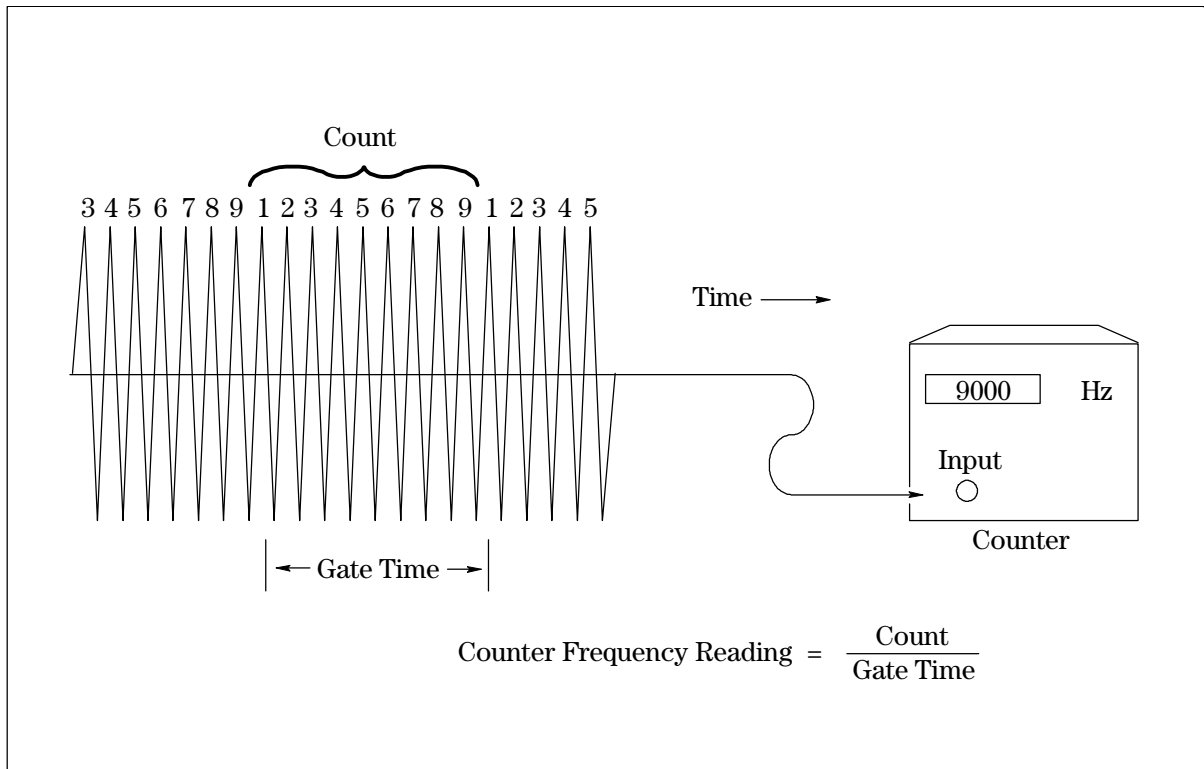 Count
3 4 5 6 7 8 9 1 2 3 4 5 6 7 8 9 1 2 3 4 5
Time
9000 Hz
Input
Counter
Gate Time
Counter Frequency Reading = Count
Gate Time